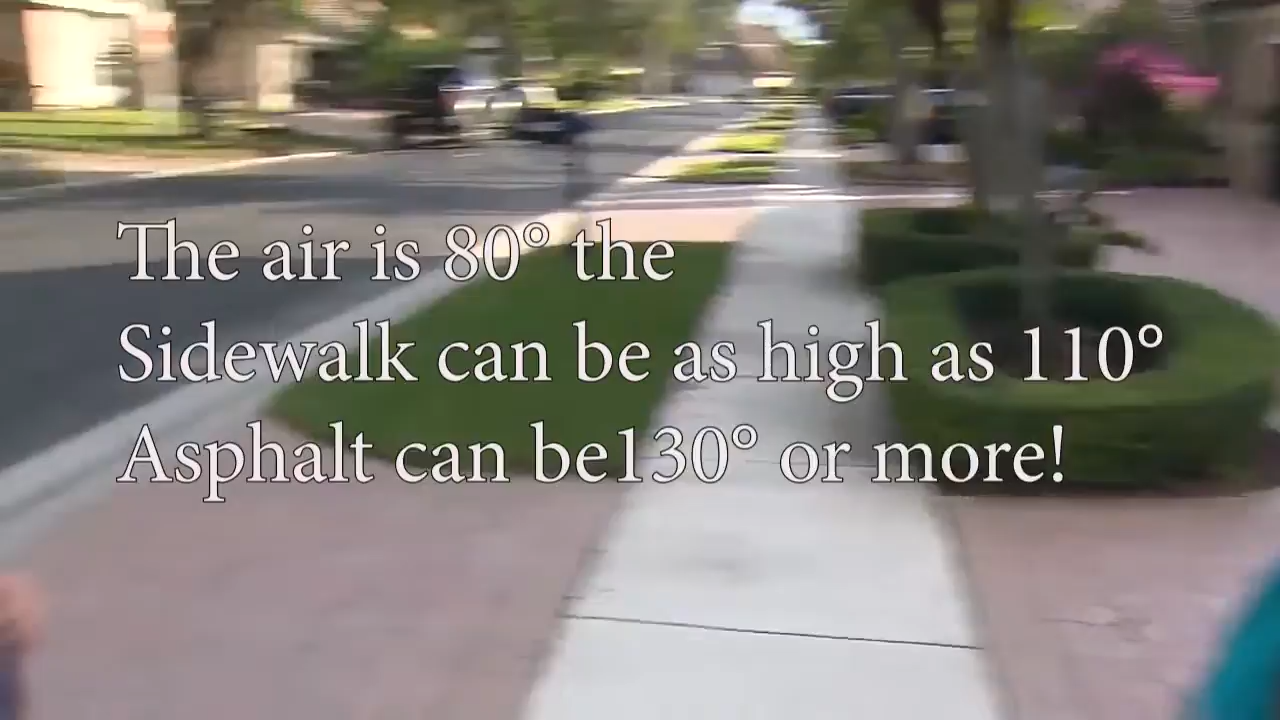 The air is 80° the
Sidewalk can be as high as 110°
Asphalt can be130° or more!